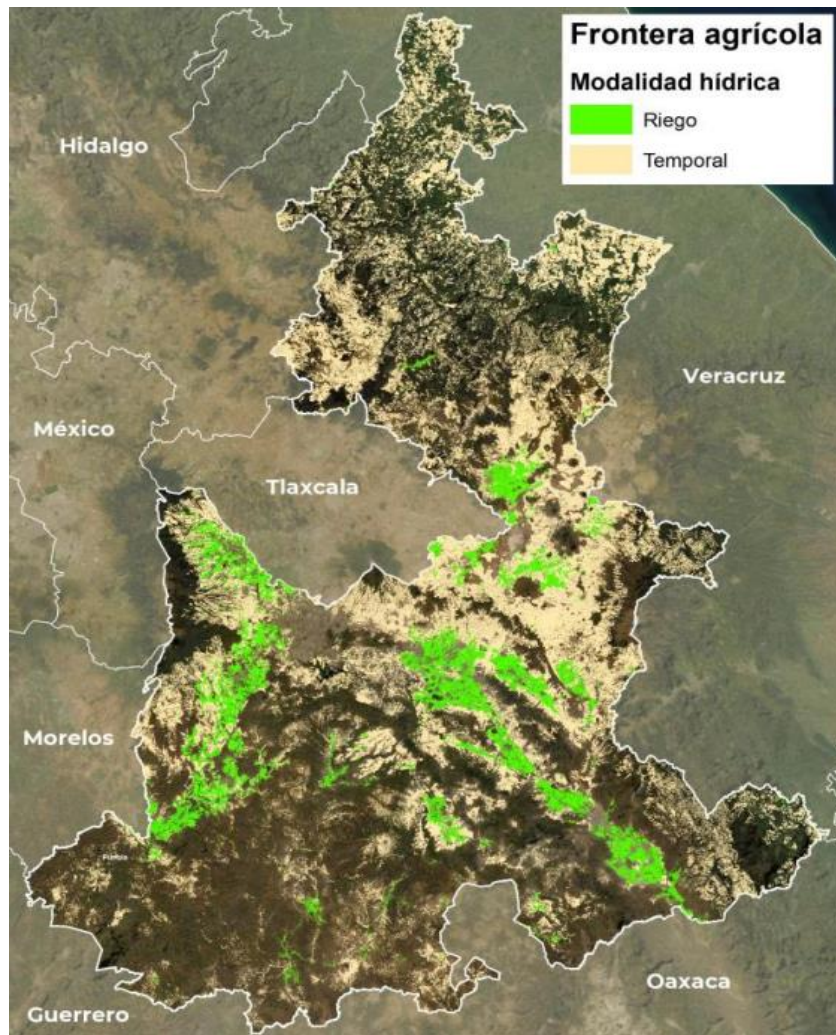 Frontera agrícola
Modalidad hídrica
Riego
Temporal
Hidalgo
Veracruz
México
Tlaxcala
Morelos
Oaxaca
Guerrero